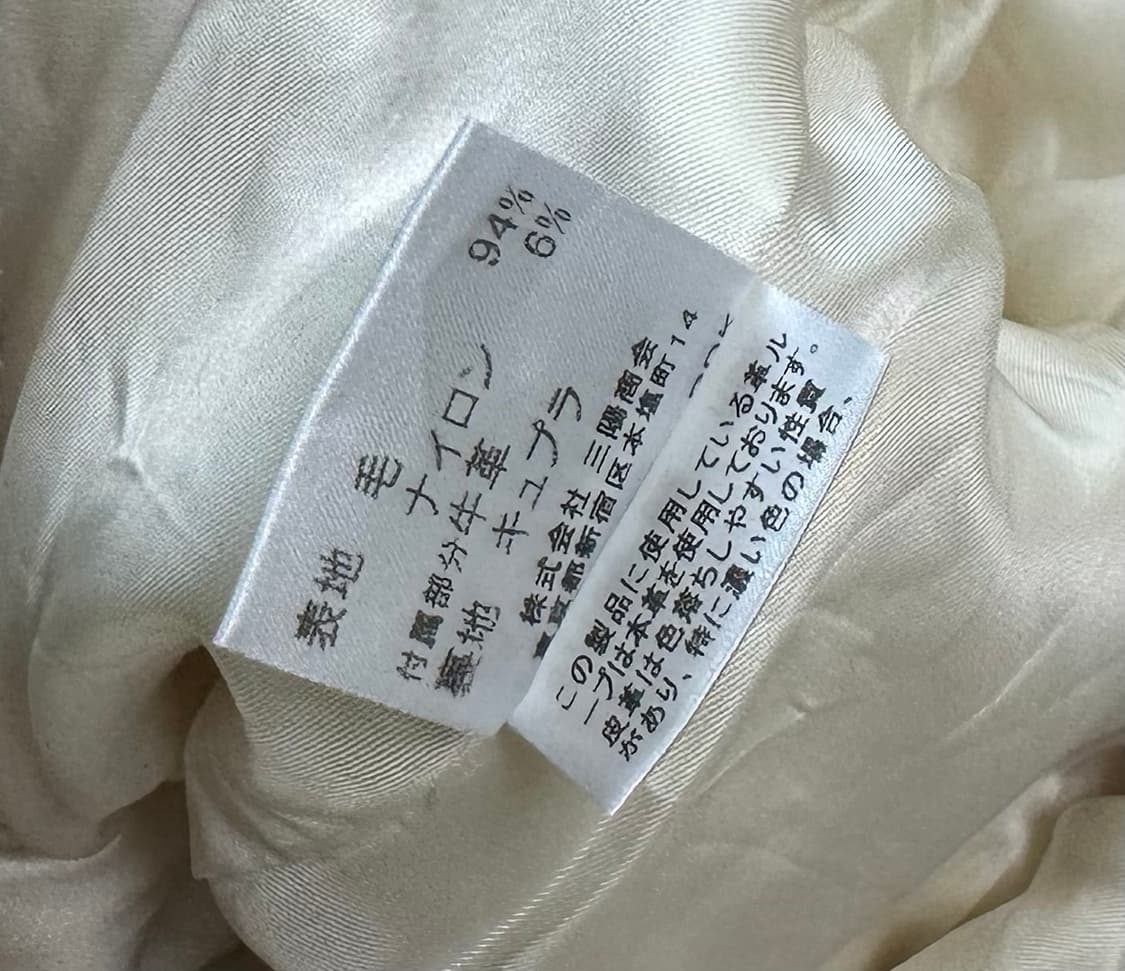 表地 毛 94%
ナイロン 6%
付属部分 牛革
裏地 キュプラ
株式会社 三陽商会
東京都新宿区本塩町14
この製品に使用している革ル
ープは本革を使用しております。
度革は色落ちしやすい性質
があり、特に濃い色の場合、